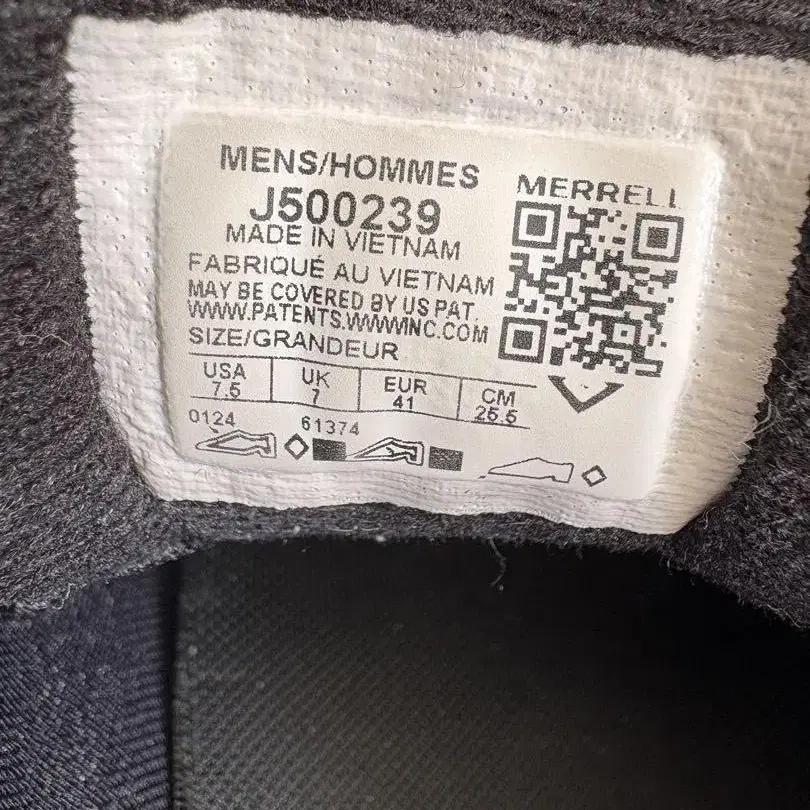 MENS/HOMMES
J500239
MADE IN VIETNAM
FABRIQUÉ AU VIETNAM
MAY BE COVERED BY US PAT.
WWW.PATENTS.WWWINC.COM
SIZE/GRANDEUR
USA UK EUR CM
7.5 7 41 25.5
0124 61374
MERRELL